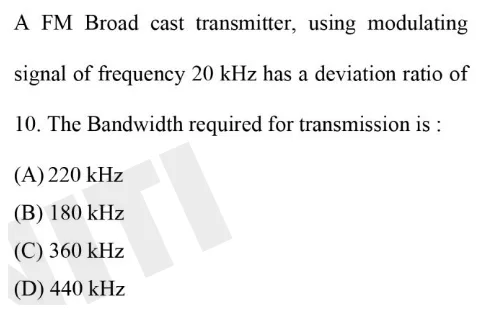 A FM Broad cast transmitter, using modulating
signal of frequency 20 kHz has a deviation ratio of
10. The Bandwidth required for transmission is :
(A) 220 kHz
(B) 180 kHz
(C) 360 kHz
(D) 440 kHz